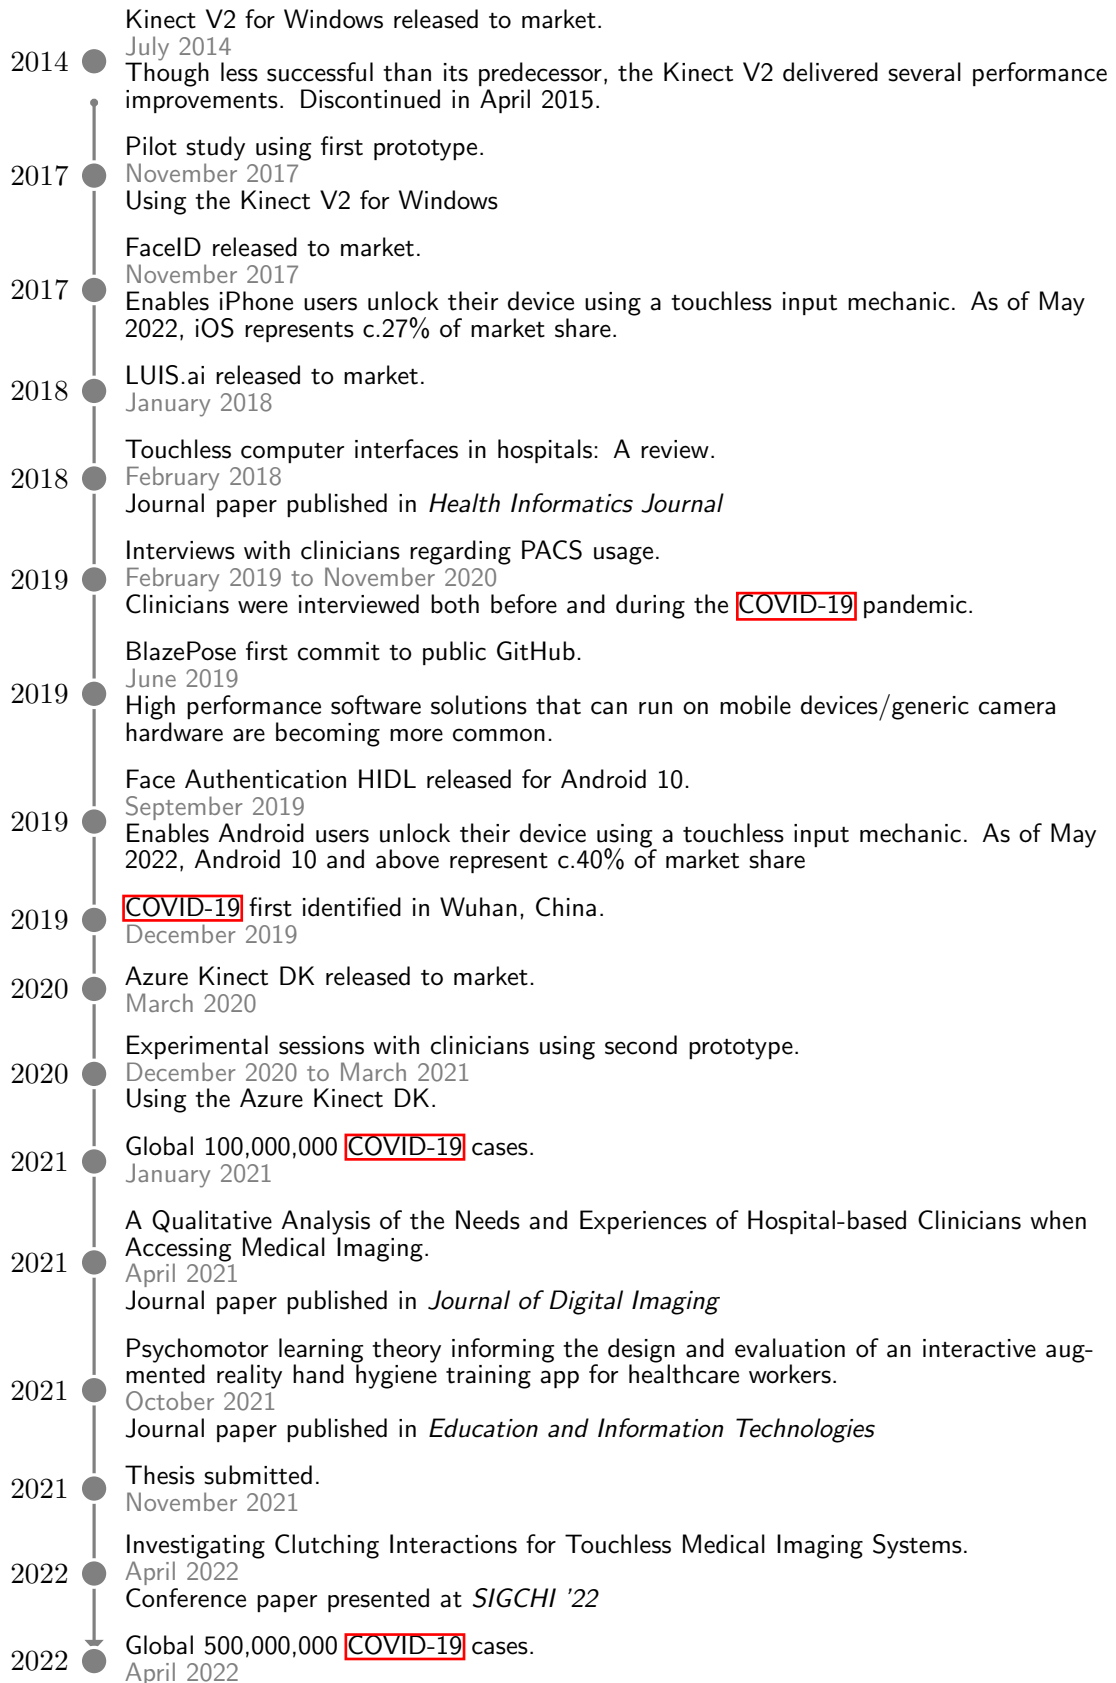 Kinect V2 for Windows released to market.
July 2014
2014
Though less successful than its predecessor, the Kinect V2 delivered several performance
improvements. Discontinued in April 2015.
Pilot study using first prototype.
2017 November 2017
Using the Kinect V2 for Windows
FaceID released to market.
November 2017
2017
Enables iPhone users unlock their device using a touchless input mechanic. As of May
2022, iOS represents c.27% of market share.
2018 LUIS.ai released to market.
January 2018
Touchless computer interfaces in hospitals: A review.
2018 February 2018
Journal paper published in Health Informatics Journal
Interviews with clinicians regarding PACS usage.
2019 February 2019 to November 2020
Clinicians were interviewed both before and during the COVID-19 pandemic.
BlazePose first commit to public GitHub.
June 2019
2019
High performance software solutions that can run on mobile devices/generic camera
hardware are becoming more common.
Face Authentication HIDL released for Android 10.
September 2019
2019
Enables Android users unlock their device using a touchless input mechanic. As of May
2022, Android 10 and above represent c.40% of market share
2019 COVID-19 first identified in Wuhan, China.
December 2019
2020 Azure Kinect DK released to market.
March 2020
Experimental sessions with clinicians using second prototype.
2020 December 2020 to March 2021
Using the Azure Kinect DK.
2021 Global 100,000,000 COVID-19 cases.
January 2021
A Qualitative Analysis of the Needs and Experiences of Hospital-based Clinicians when
Accessing Medical Imaging.
2021
April 2021
Journal paper published in Journal of Digital Imaging
Psychomotor learning theory informing the design and evaluation of an interactive aug-
mented reality hand hygiene training app for healthcare workers.
2021
October 2021
Journal paper published in Education and Information Technologies
2021 Thesis submitted.
November 2021
Investigating Clutching Interactions for Touchless Medical Imaging Systems.
2022 April 2022
Conference paper presented at SIGCHI '22
2022 Global 500,000,000 COVID-19 cases.
April 2022